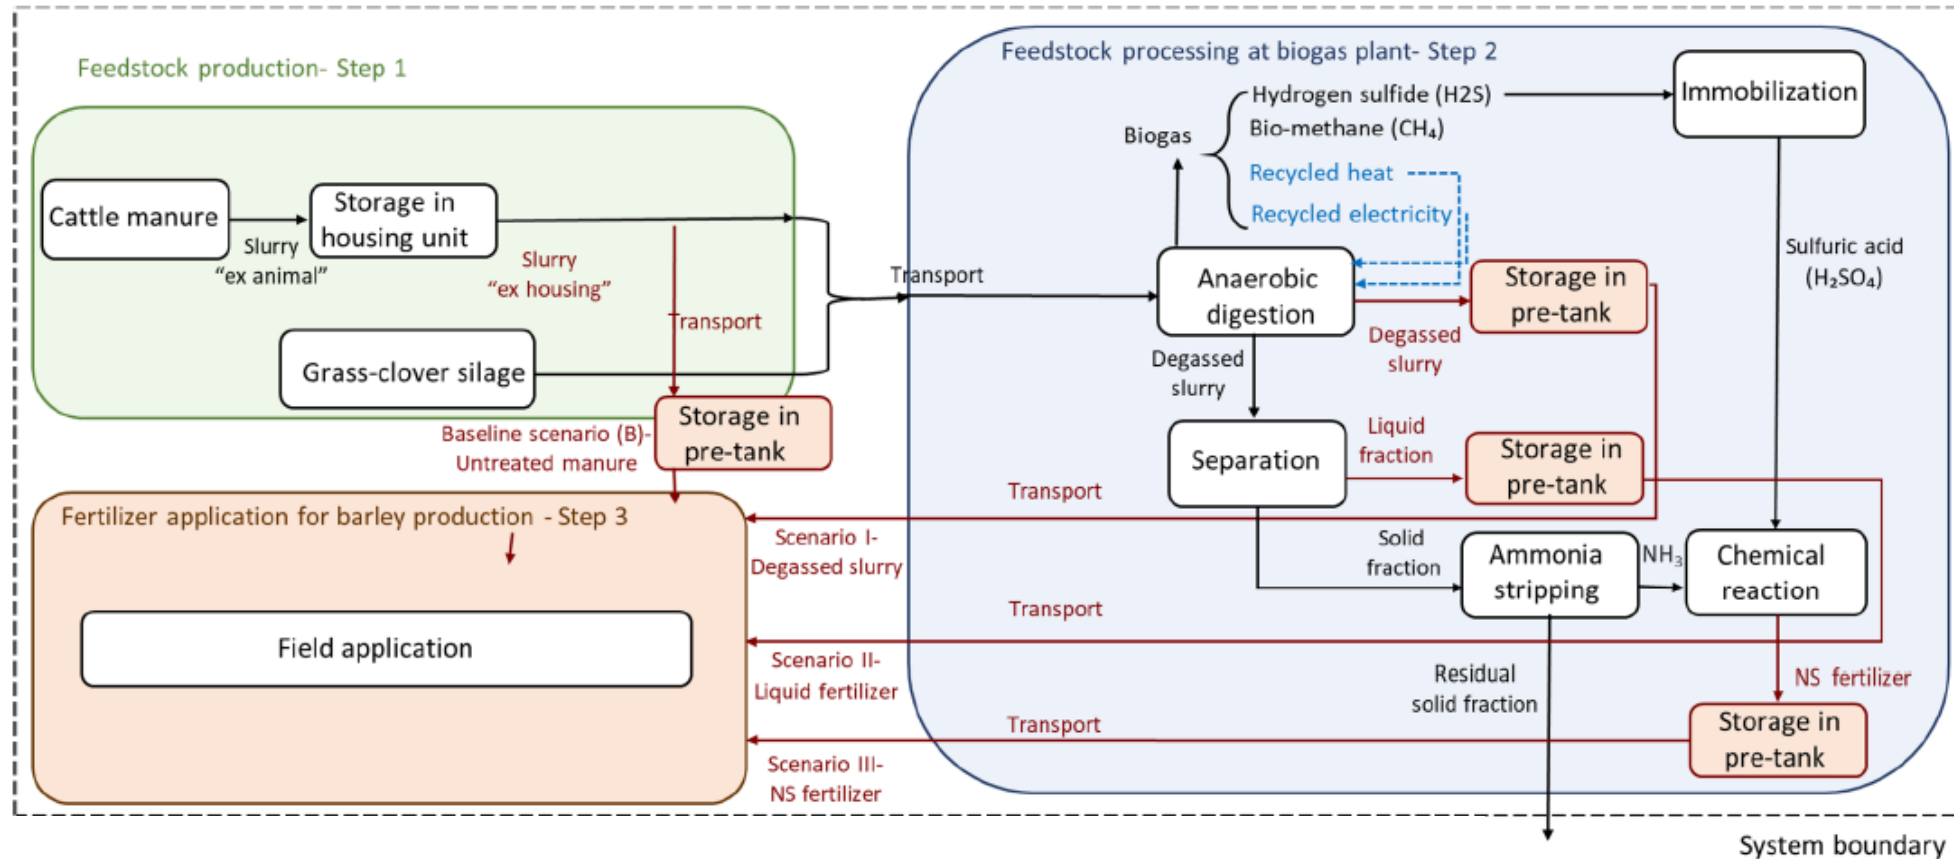 Feedstock production- Step 1
Cattle manure
Slurry
“ex animal”
Storage in
housing unit
Slurry
“ex housing”
Transport
Grass-clover silage
Storage in
pre-tank
Baseline scenario (B)-
Untreated manure
Transport
Feedstock processing at biogas plant- Step 2
Biogas
Hydrogen sulfide (H2S)
Bio-methane (CH₄)
Recycled heat
Recycled electricity
Immobilization
Sulfuric acid
(H₂SO₄)
Anaerobic
digestion
Degassed
slurry
Storage in
pre-tank
Degassed
slurry
Separation
Liquid
fraction
Storage in
pre-tank
Solid
fraction
Ammonia
stripping
NH₃
Chemical
reaction
Residual
solid fraction
NS fertilizer
Storage in
pre-tank
Transport
Scenario I-
Degassed slurry
Transport
Scenario II-
Liquid fertilizer
Transport
Scenario III-
NS fertilizer
Fertilizer application for barley production - Step 3
Field application
System boundary